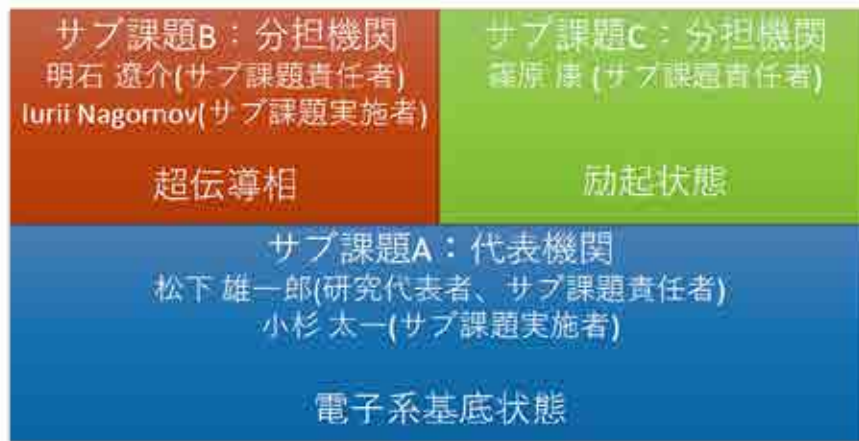 サブ課題B：分担機関
明石 遼介(サブ課題責任者)
Iurii Nagornov(サブ課題実施者)
超伝導相
サブ課題C：分担機関
篠原 康 (サブ課題責任者)
励起状態
サブ課題A：代表機関
松下 雄一郎(研究代表者、サブ課題責任者)
小杉 太一(サブ課題実施者)
電子系基底状態